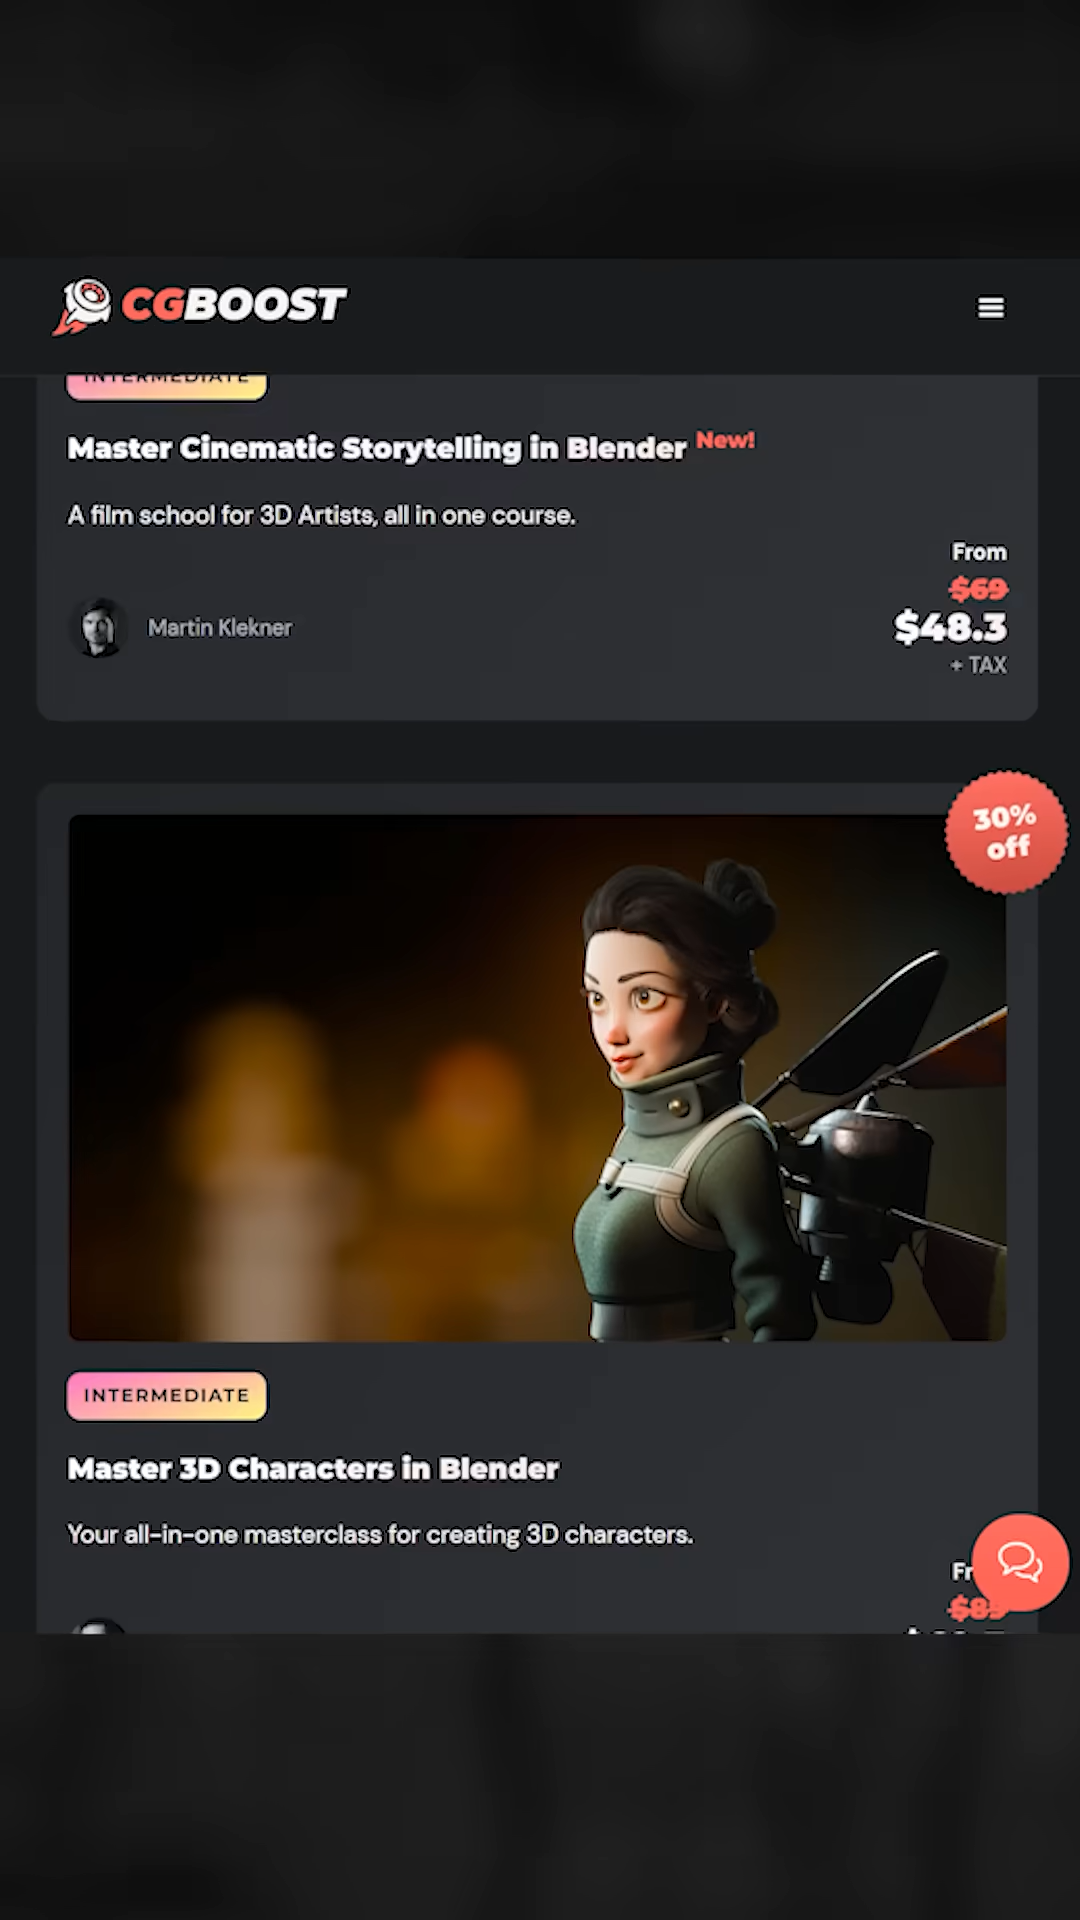 CGBOOST
INTERMEDIATE
Master Cinematic Storytelling in Blender New!
A film school for 3D Artists, all in one course.
From
$69
Martin Klekner
$48.3
+ TAX
30%
off
INTERMEDIATE
Master 3D Characters in Blender
Your all-in-one masterclass for creating 3D characters.